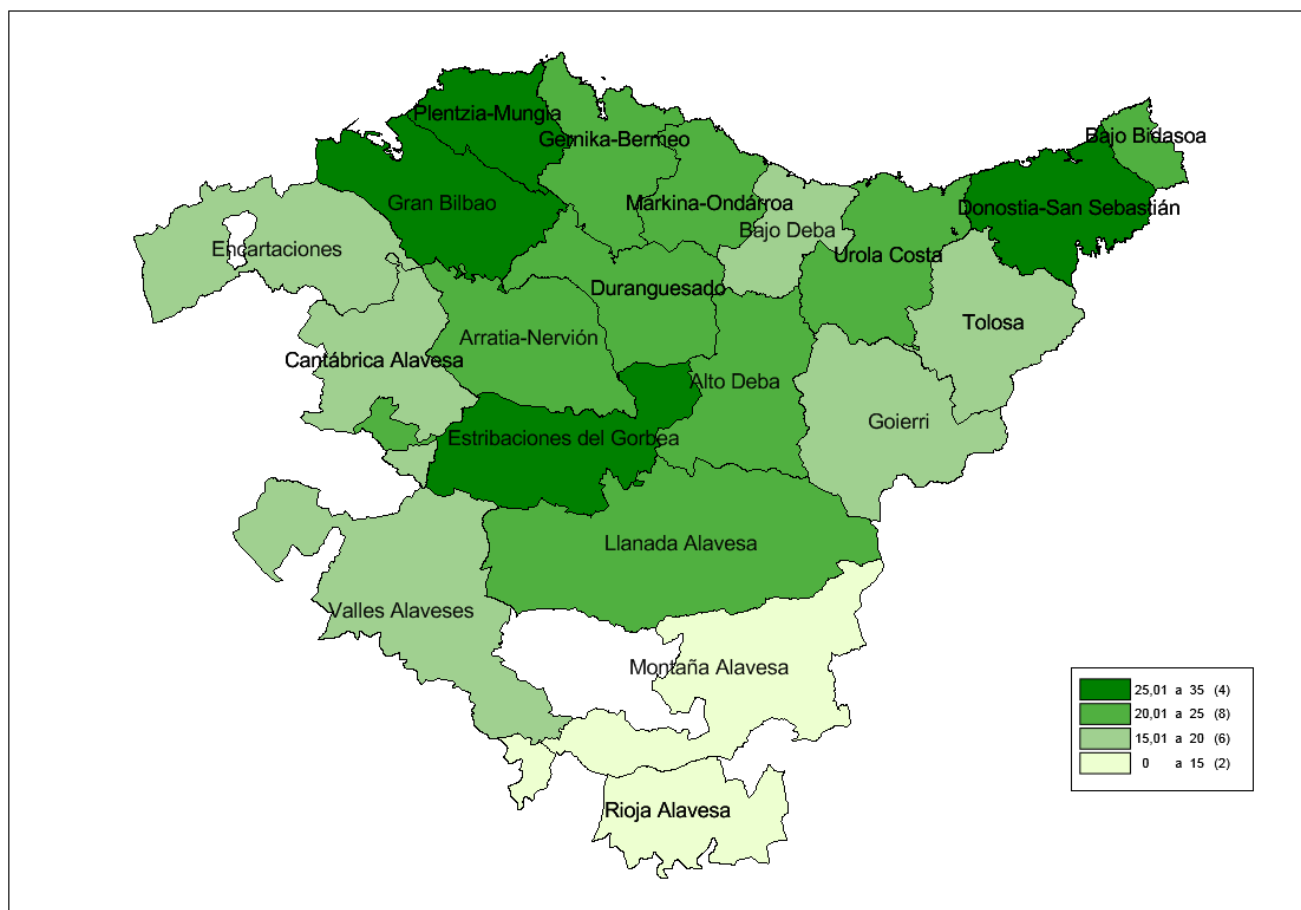 Plentzia-Mungia
Gernika-Bermeo
Bajo Bidasoa
Gran Bilbao
Markina-Ondárroa
Donostia-San Sebastián
Bajo Deba
Encartaciones
Urola Costa
Duranguesado
Tolosa
Arratia-Nervión
Cantábrica Alavesa
Alto Deba
Goierri
Estribaciones del Gorbea
Llanada Alavesa
Valles Alaveses
Montaña Alavesa
Rioja Alavesa
25,01 a 35 (4)
20,01 a 25 (8)
15,01 a 20 (6)
0 a 15 (2)